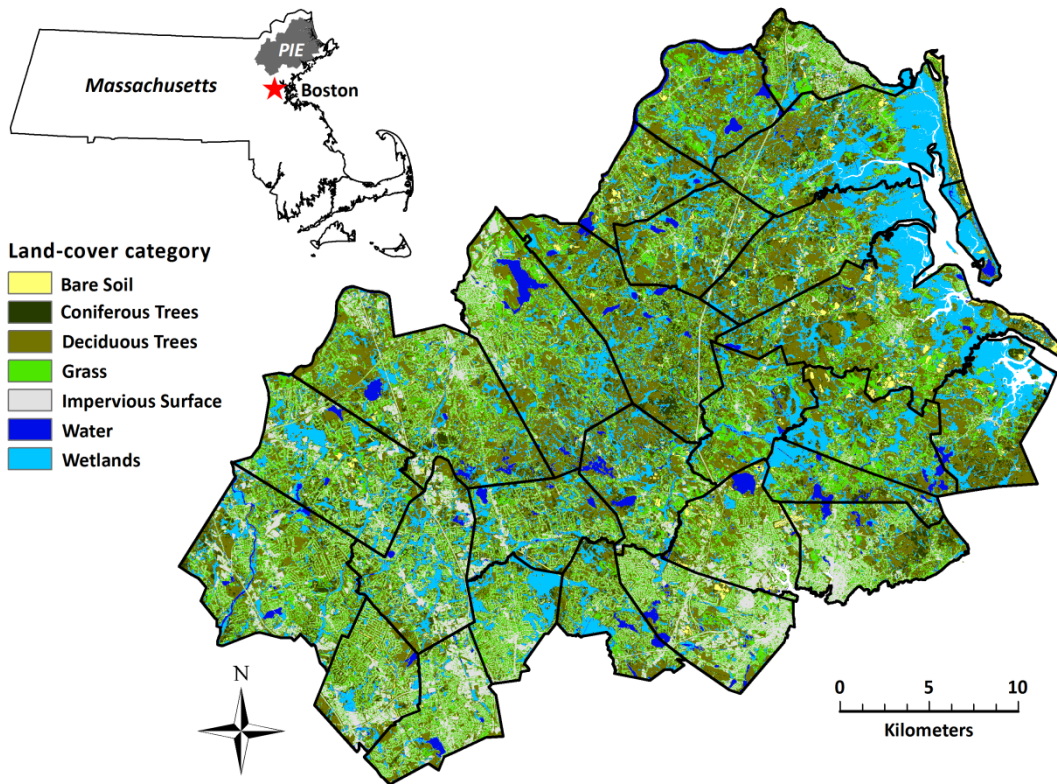 PIE
Massachusetts
Boston
Land-cover category
Bare Soil
Coniferous Trees
Deciduous Trees
Grass
Impervious Surface
Water
Wetlands
N
0 5 10
Kilometers